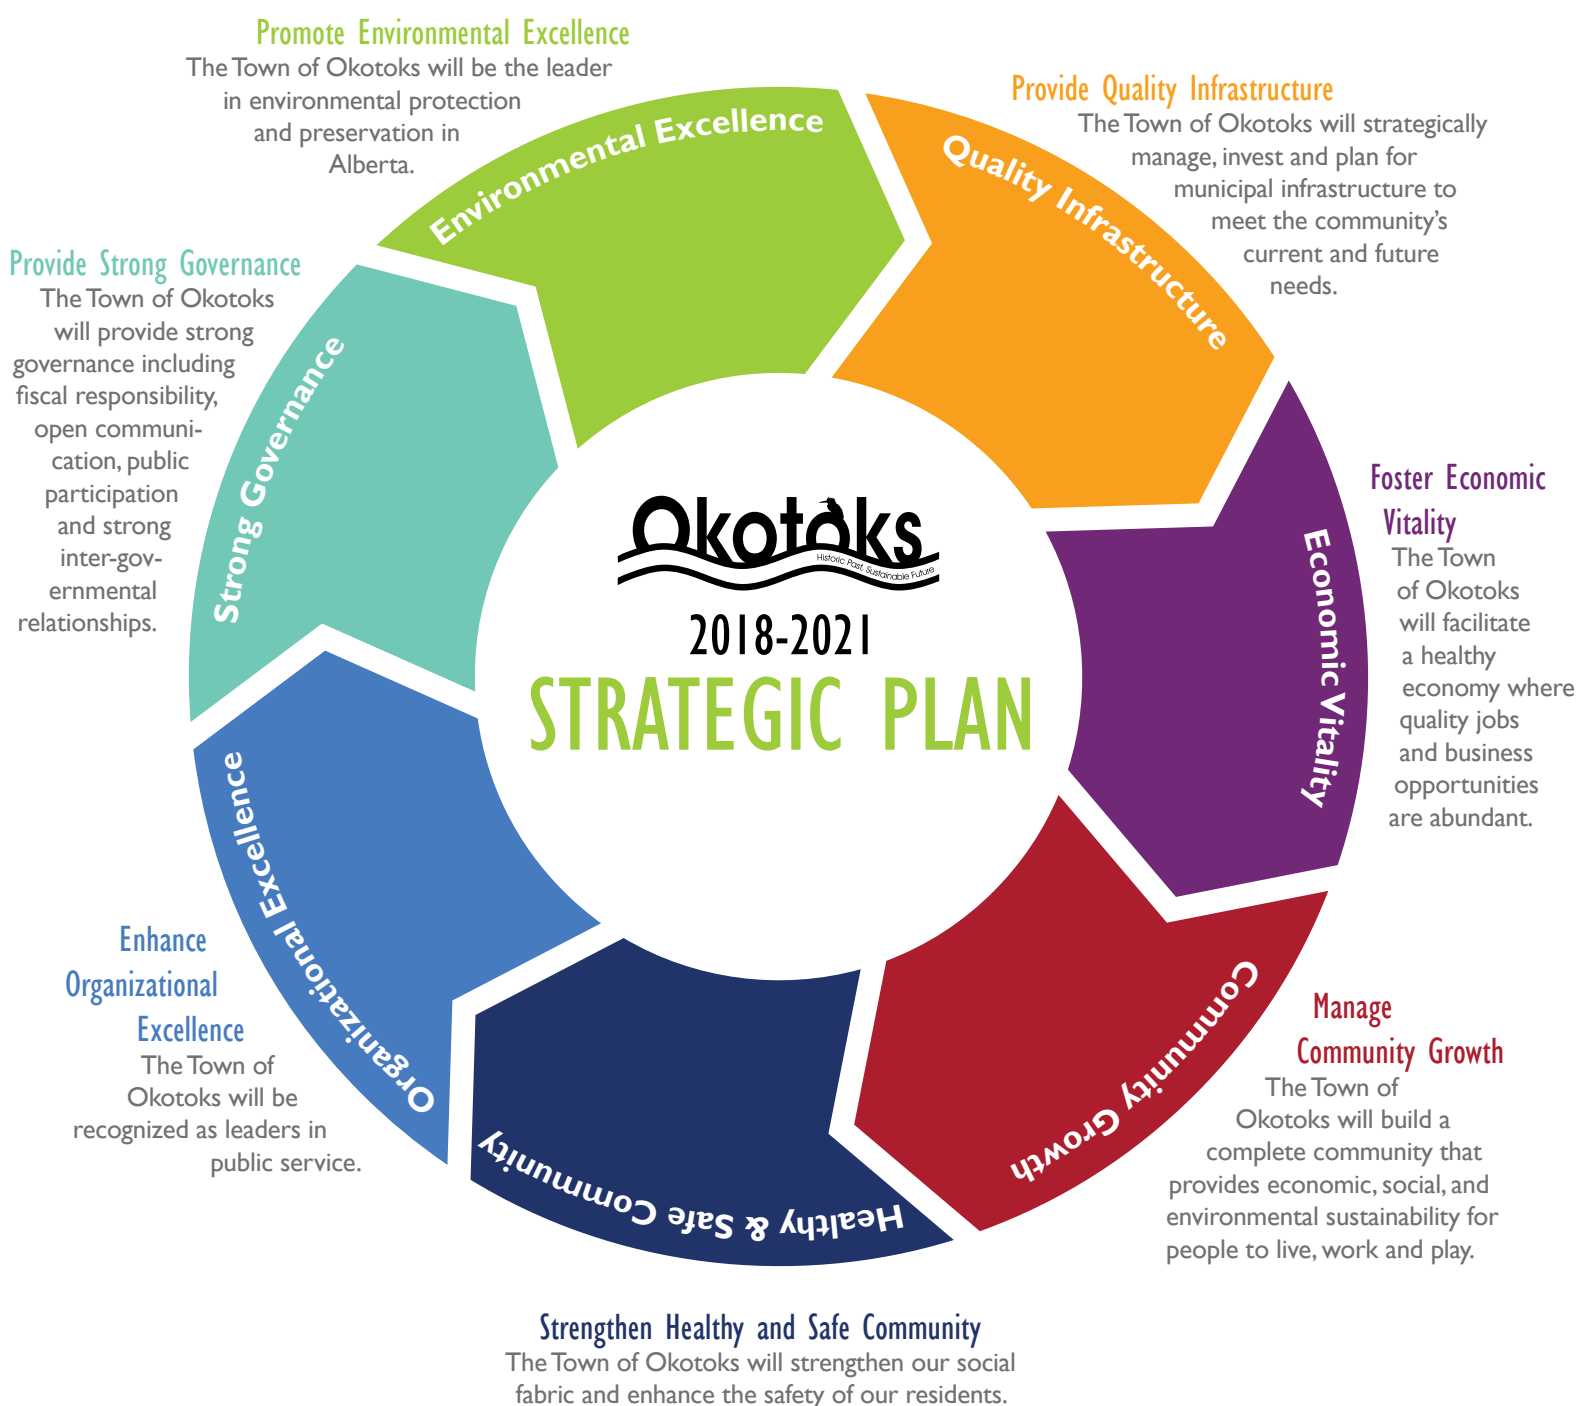 Promote Environmental Excellence
The Town of Okotoks will be the leader
in environmental protection
and preservation in
Alberta.
Environmental Excellence
Provide Quality Infrastructure
The Town of Okotoks will strategically
manage, invest and plan for
municipal infrastructure to
meet the community's
current and future
needs.
Quality Infrastructure
Foster Economic
Vitality
The Town
of Okotoks
will facilitate
a healthy
economy where
quality jobs
and business
opportunities
are abundant.
Economic Vitality
Manage
Community Growth
The Town of
Okotoks will build a
complete community that
provides economic, social, and
environmental sustainability for
people to live, work and play.
Community Growth
Healthy & Safe Community
Strengthen Healthy and Safe Community
The Town of Okotoks will strengthen our social
fabric and enhance the safety of our residents.
Organizational Excellence
Enhance
Organizational
Excellence
The Town of
Okotoks will be
recognized as leaders in
public service.
Strong Governance
Provide Strong Governance
The Town of Okotoks
will provide strong
governance including
fiscal responsibility,
open communi-
cation, public
participation
and strong
inter-gov-
ernmental
relationships.
Okotoks
Historic Past, Sustainable Future
2018-2021
STRATEGIC PLAN